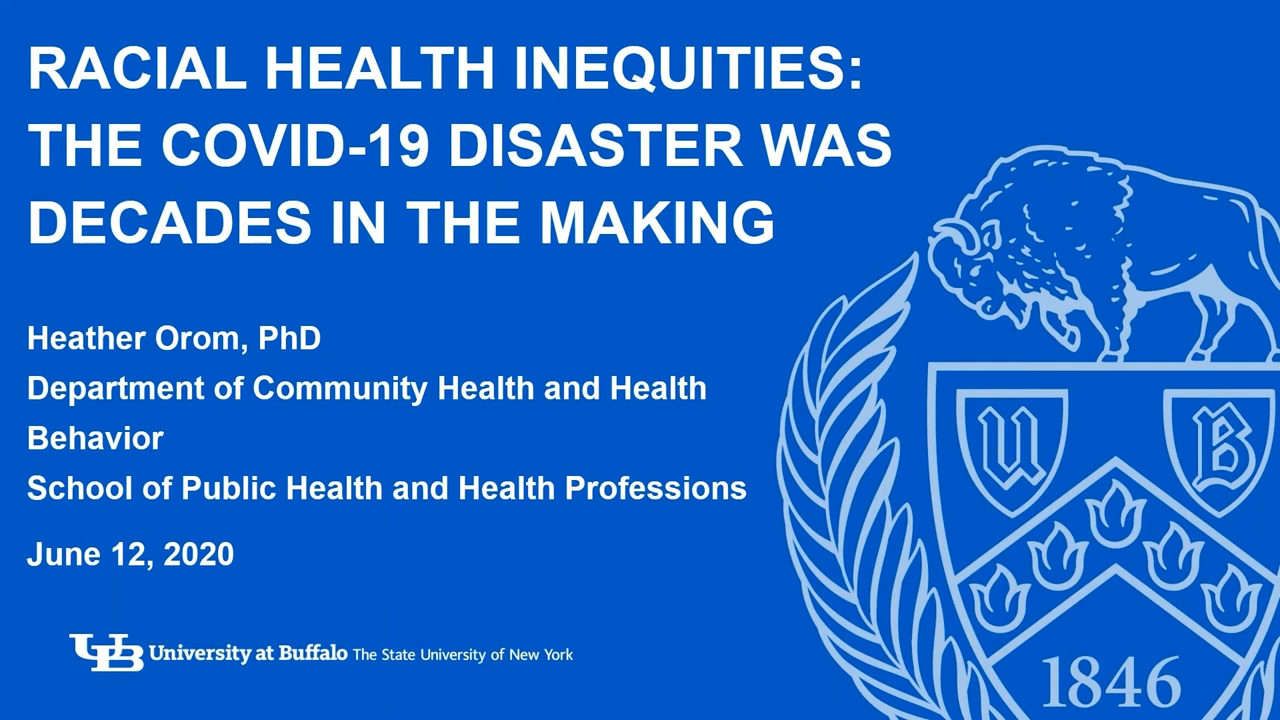 RACIAL HEALTH INEQUITIES:
THE COVID-19 DISASTER WAS
DECADES IN THE MAKING
Heather Orom, PhD
Department of Community Health and Health
Behavior
School of Public Health and Health Professions
June 12, 2020
UB University at Buffalo The State University of New York
U B
1846